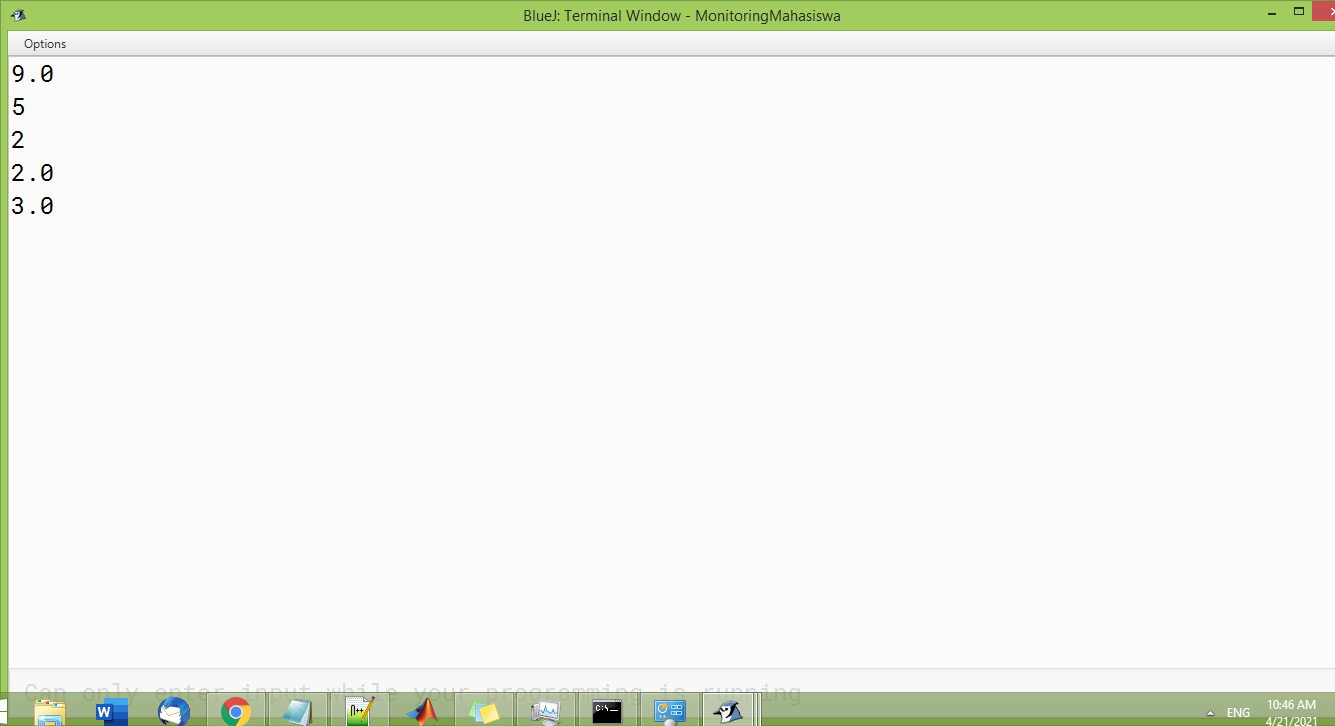 BlueJ: Terminal Window - MonitoringMahasiswa
Options
9.0
5
2
2.0
3.0
Can only enter input while your programming is running
W
C:\
ENG
10:46 AM
4/21/2021